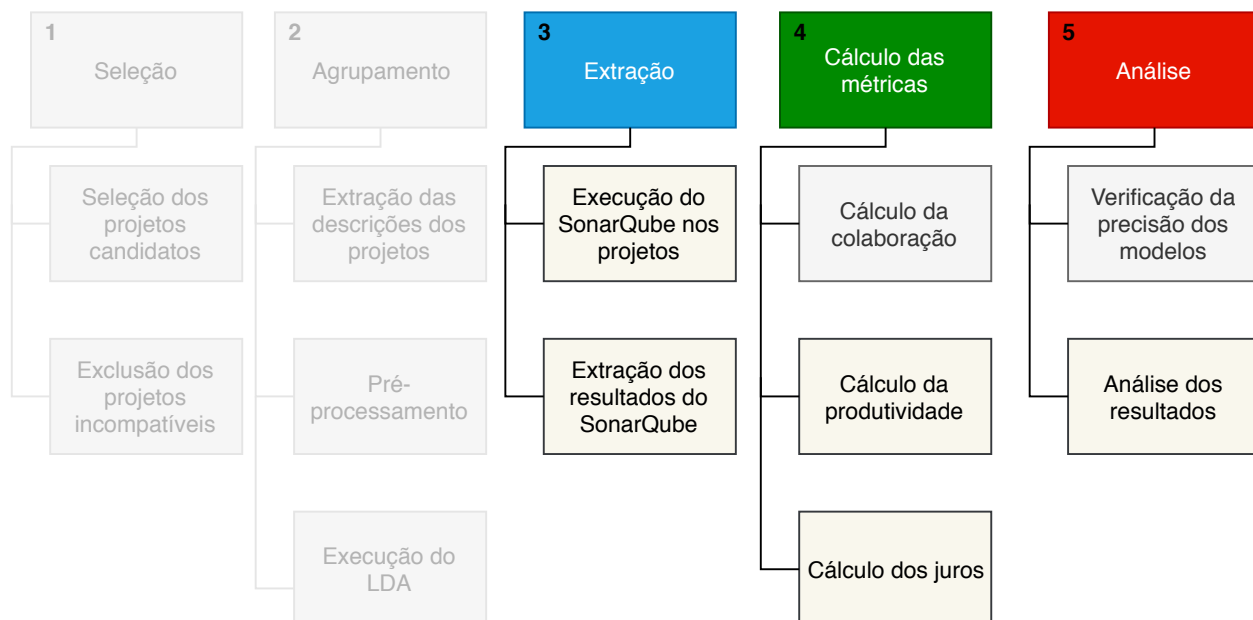 1
Seleção
Seleção dos
projetos
candidatos
Exclusão dos
projetos
incompatíveis
2
Agrupamento
Extração das
descrições dos
projetos
Pré-
processamento
Execução do
LDA
3
Extração
Execução do
SonarQube nos
projetos
Extração dos
resultados do
SonarQube
4
Cálculo das
métricas
Cálculo da
colaboração
Cálculo da
produtividade
Cálculo dos juros
5
Análise
Verificação da
precisão dos
modelos
Análise dos
resultados